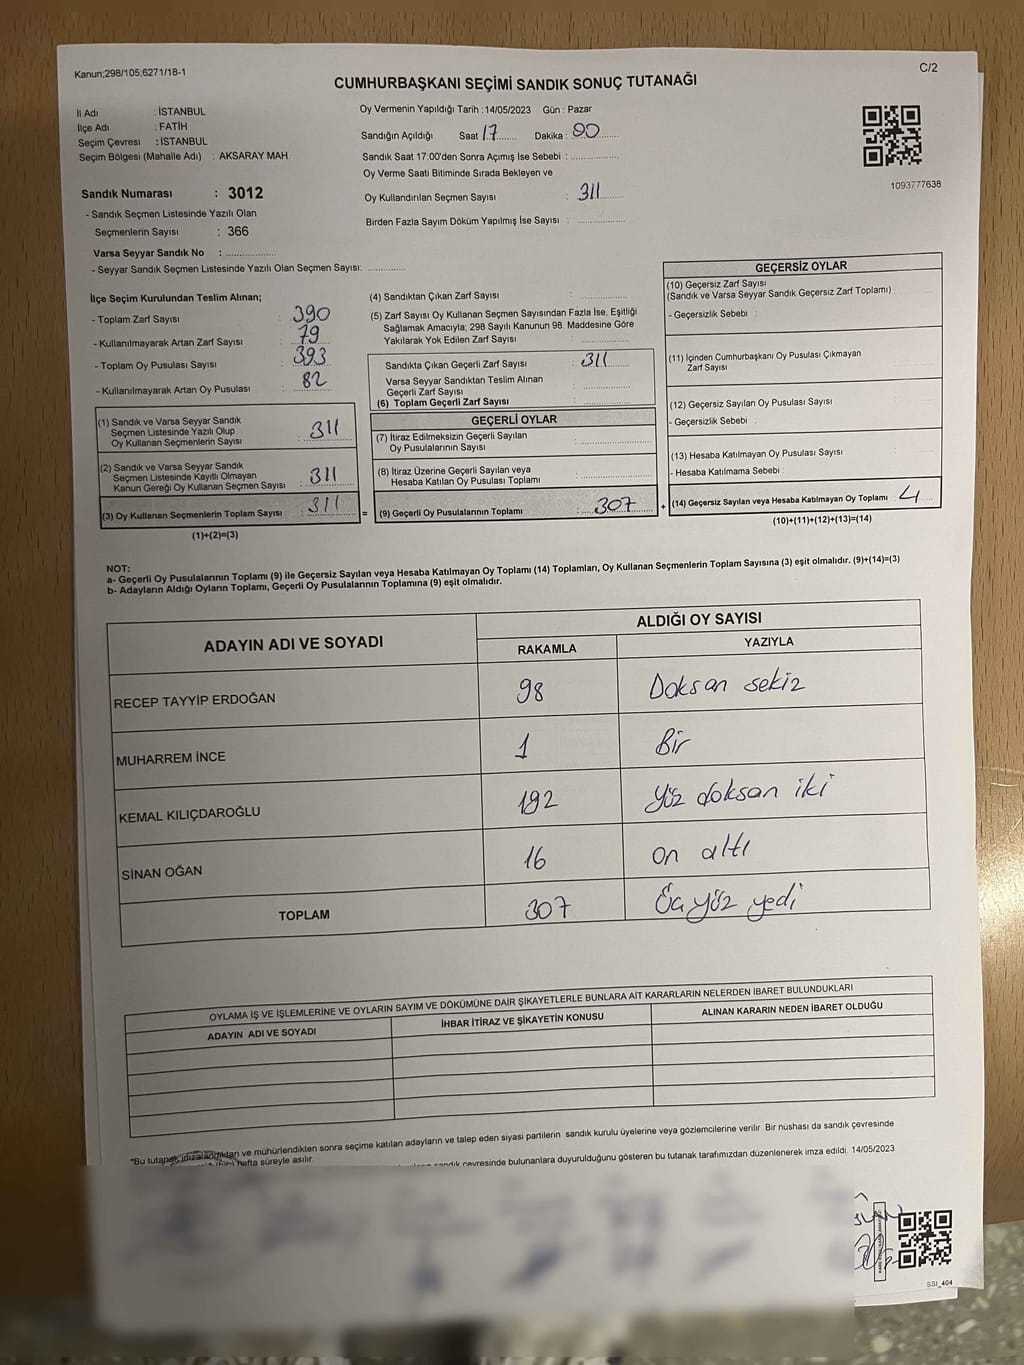 Kanun;298/105;6271/18-1
C/2
CUMHURBAŞKANI SEÇİMİ SANDIK SONUÇ TUTANAĞI
İl Adı : İSTANBUL
İlçe Adı : FATİH
Seçim Çevresi : İSTANBUL
Seçim Bölgesi (Mahalle Adı) : AKSARAY MAH.
Oy Vermenin Yapıldığı Tarih :14/05/2023 Gün : Pazar
Sandığın Açıldığı Saat 17 Dakika : 00
Sandık Saat 17:00'den Sonra Açımış İse Sebebi :
Oy Verme Saati Bitiminde Sırada Bekleyen ve
Oy Kullandırılan Seçmen Sayısı : 311
Birden Fazla Sayım Döküm Yapılmış İse Sayısı :
1093777638
Sandık Numarası : 3012
- Sandık Seçmen Listesinde Yazılı Olan
Seçmenlerin Sayısı : 366
Varsa Seyyar Sandık No :
- Seyyar Sandık Seçmen Listesinde Yazılı Olan Seçmen Sayısı:
İlçe Seçim Kurulundan Teslim Alınan;
- Toplam Zarf Sayısı : 390
- Kullanılmayarak Artan Zarf Sayısı : 79
- Toplam Oy Pusulası Sayısı : 393
- Kullanılmayarak Artan Oy Pusulası : 82
(1) Sandık ve Varsa Seyyar Sandık
Seçmen Listesinde Yazılı Olup
Oy Kullanan Seçmenlerin Sayısı : 311
(2) Sandık ve Varsa Seyyar Sandık
Seçmen Listesinde Kayıtlı Olmayan
Kanun Gereği Oy Kullanan Seçmen Sayısı : 311
(3) Oy Kullanan Seçmenlerin Toplam Sayısı : 311
(1)+(2)=(3)
(4) Sandıktan Çıkan Zarf Sayısı :
(5) Zarf Sayısı Oy Kullanan Seçmen Sayısından Fazla İse, Eşitliği
Sağlamak Amacıyla; 298 Sayılı Kanunun 98. Maddesine Göre
Yakılarak Yok Edilen Zarf Sayısı :
Sandıkta Çıkan Geçerli Zarf Sayısı : 311
Varsa Seyyar Sandıktan Teslim Alınan
Geçerli Zarf Sayısı :
(6) Toplam Geçerli Zarf Sayısı :
GEÇERLİ OYLAR
(7) İtiraz Edilmeksizin Geçerli Sayılan
Oy Pusulalarının Sayısı :
(8) İtiraz Üzerine Geçerli Sayılan veya
Hesaba Katılan Oy Pusulası Toplamı :
= (9) Geçerli Oy Pusulalarının Toplamı : 307 +
GEÇERSİZ OYLAR
(10) Geçersiz Zarf Sayısı
(Sandık ve Varsa Seyyar Sandık Geçersiz Zarf Toplamı)
- Geçersizlik Sebebi :
(11) İçinden Cumhurbaşkanı Oy Pusulası Çıkmayan
Zarf Sayısı
(12) Geçersiz Sayılan Oy Pusulası Sayısı
- Geçersizlik Sebebi :
(13) Hesaba Katılmayan Oy Pusulası Sayısı
- Hesaba Katılmama Sebebi :
(14) Geçersiz Sayılan veya Hesaba Katılmayan Oy Toplamı : 4
(10)+(11)+(12)+(13)=(14)
NOT:
a- Geçerli Oy Pusulalarının Toplamı (9) ile Geçersiz Sayılan veya Hesaba Katılmayan Oy Toplamı (14) Toplamları, Oy Kullanan Seçmenlerin Toplam Sayısına (3) eşit olmalıdır. (9)+(14)=(3)
b- Adayların Aldığı Oyların Toplamı, Geçerli Oy Pusulalarının Toplamına (9) eşit olmalıdır.
ADAYIN ADI VE SOYADI
ALDIĞI OY SAYISI
RAKAMLA YAZIYLA
RECEP TAYYİP ERDOĞAN 98 Doksan sekiz
MUHARREM İNCE 1 Bir
KEMAL KILIÇDAROĞLU 192 Yüz doksan iki
SİNAN OĞAN 16 On altı
TOPLAM 307 Üç yüz yedi
OYLAMA İŞ VE İŞLEMLERİNE VE OYLARIN SAYIM VE DÖKÜMÜNE DAİR ŞİKAYETLERLE BUNLARA AİT KARARLARIN NELERDEN İBARET BULUNDUKLARI
ADAYIN ADI VE SOYADI İHBAR İTİRAZ VE ŞİKAYETİN KONUSU ALINAN KARARIN NEDEN İBARET OLDUĞU
*Bu tutanak imzalandıktan ve mühürlendikten sonra seçime katılan adayların ve talep eden siyasi partilerin sandık kurulu üyelerine veya gözlemcilerine verilir Bir nüshası da sandık çevresinde
hafta süreyle asılır.
sandık çevresinde bulunanlara duyurulduğunu gösteren bu tutanak tarafımızdan düzenlenerek imza edildi. 14/05/2023
SSI_404